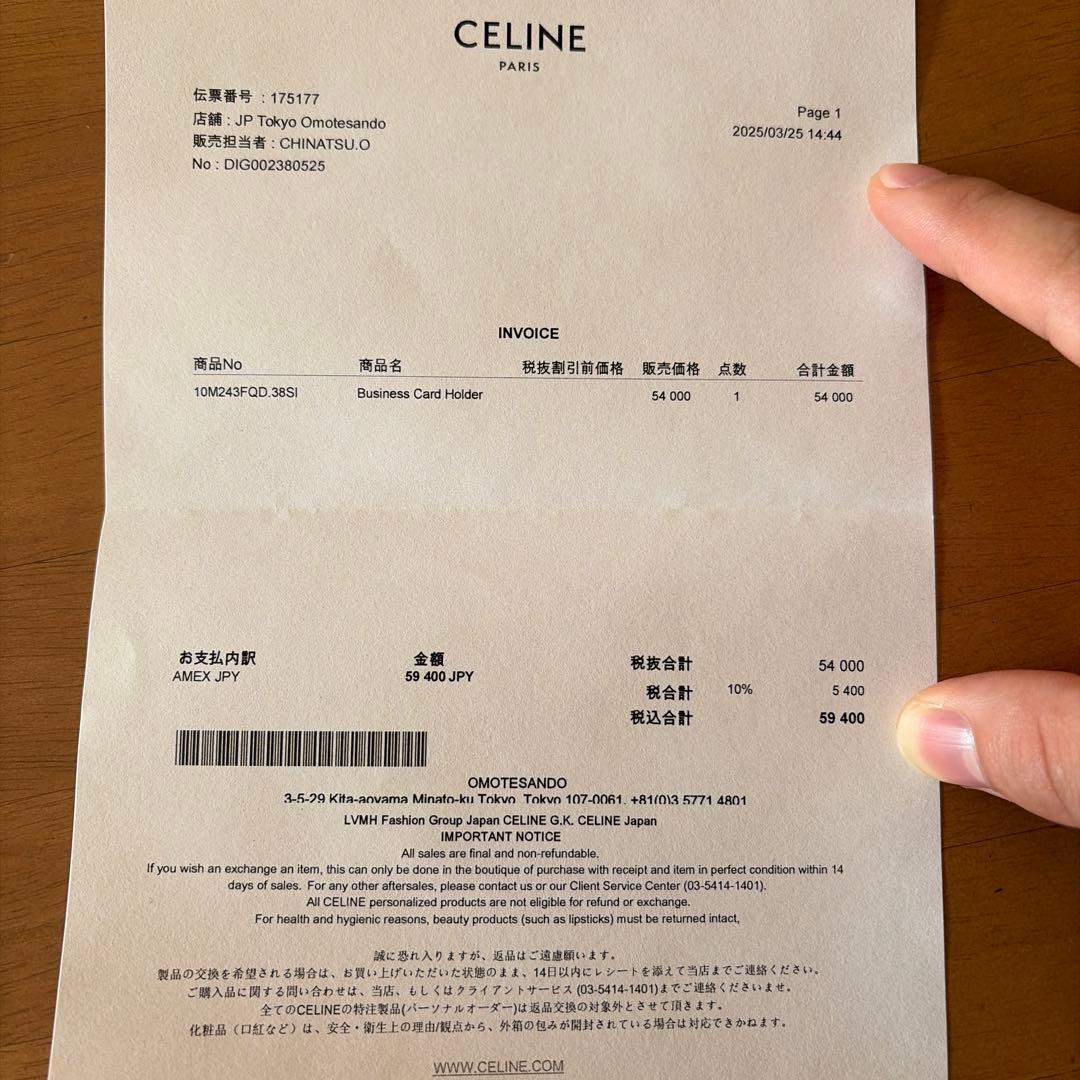 CELINE
PARIS
伝票番号 : 175177
店舗 : JP Tokyo Omotesando
販売担当者 : CHINATSU.O
No : DIG002380525
Page 1
2025/03/25 14:44
INVOICE
商品No 商品名 税抜割引前価格 販売価格 点数 合計金額
10M243FQD.38SI Business Card Holder 54 000 1 54 000
お支払内訳 金額
AMEX JPY 59 400 JPY
税抜合計 54 000
税合計 10% 5 400
税込合計 59 400
OMOTESANDO
3-5-29 Kita-aoyama Minato-ku Tokyo, Tokyo 107-0061, +81(0)3 5771 4801
LVMH Fashion Group Japan CELINE G.K. CELINE Japan
IMPORTANT NOTICE
All sales are final and non-refundable.
If you wish an exchange an item, this can only be done in the boutique of purchase with receipt and item in perfect condition within 14
days of sales. For any other aftersales, please contact us or our Client Service Center (03-5414-1401).
All CELINE personalized products are not eligible for refund or exchange.
For health and hygienic reasons, beauty products (such as lipsticks) must be returned intact,
誠に恐れ入りますが、返品はご遠慮願います。
製品の交換を希望される場合は、お買い上げいただいた状態のまま、14日以内にレシートを添えて当店までご連絡ください。
ご購入品に関する問い合わせは、当店、もしくはクライアントサービス (03-5414-1401)までご連絡くださいませ。
全てのCELINEの特注製品(パーソナルオーダー)は返品交換の対象外とさせて頂きます。
化粧品（口紅など）は、安全・衛生上の理由/観点から、外箱の包みが開封されている場合は対応できかねます。
WWW.CELINE.COM